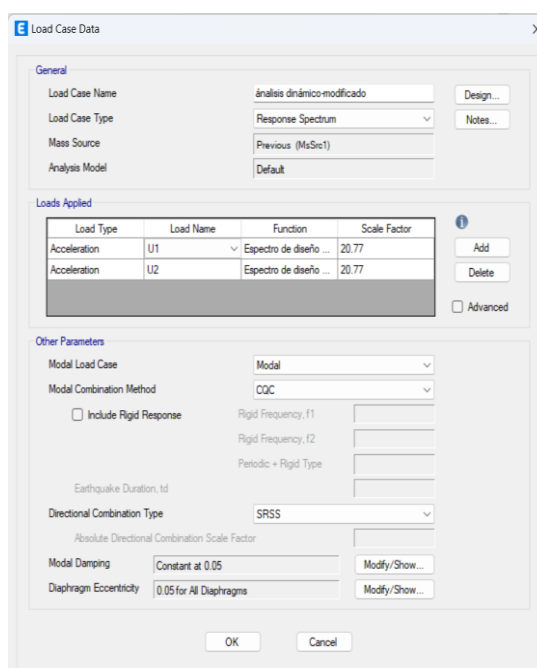 E Load Case Data X
General
Load Case Name ánalisis dinámico-modificado Design...
Load Case Type Response Spectrum Notes...
Mass Source Previous (MsSrc1)
Analysis Model Default
Loads Applied
Load Type Load Name Function Scale Factor
Acceleration U1 Espectro de diseño ... 20.77 Add
Acceleration U2 Espectro de diseño ... 20.77 Delete
Advanced
Other Parameters
Modal Load Case Modal
Modal Combination Method CQC
Include Rigid Response Rigid Frequency, f1
Rigid Frequency, f2
Periodic + Rigid Type
Earthquake Duration, td
Directional Combination Type SRSS
Absolute Directional Combination Scale Factor
Modal Damping Constant at 0.05 Modify/Show...
Diaphragm Eccentricity 0.05 for All Diaphragms Modify/Show...
OK Cancel